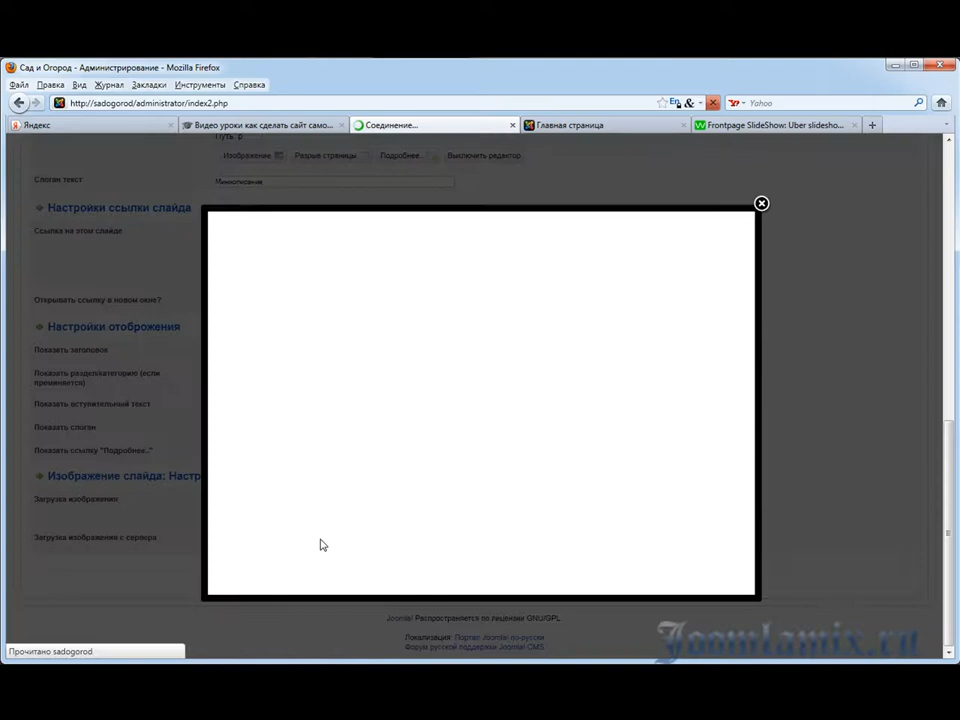 Сад и Огород - Администрирование - Mozilla Firefox
Файл Правка Вид Журнал Закладки Инструменты Справка
http://sadogorod/administrator/index2.php
Yahoo
Яндекс
Видео уроки как сделать сайт само...
Соединение...
Главная страница
Frontpage SlideShow: Uber slidesho...
Путь: p
Изображение Разрыв страницы Подробнее... Выключить редактор
Слоган текст
Настройки ссылки слайда
Ссылка на этом слайде
Открывать ссылку в новом окне?
Настройки отображения
Показать заголовок
Показать раздел/категорию (если
применяется)
Показать вступительный текст
Показать слоган
Показать ссылку "Подробнее.."
Изображение слайда: Настр
Загрузка изображения
Загрузка изображения с сервера
Joomla! Распространяется по лицензии GNU/GPL
Локализация: Портал Joomla! по-русски
Форум русской поддержки Joomla! CMS
Прочитано sadogorod
Joomlamix.ru